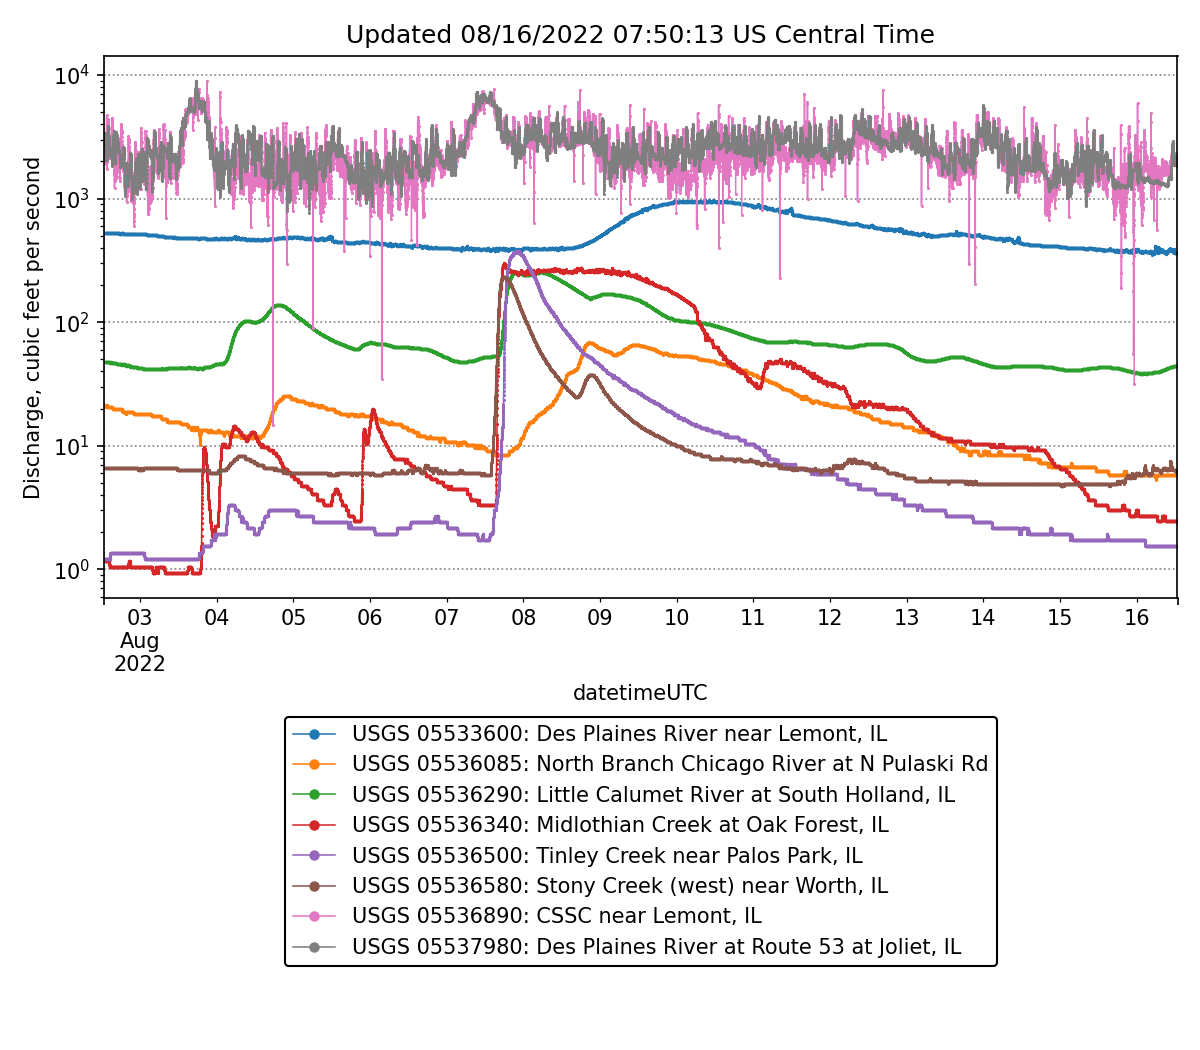 Updated 08/16/2022 07:50:13 US Central Time
Discharge, cubic feet per second
10^4
10^3
10^2
10^1
10^0
03 04 05 06 07 08 09 10 11 12 13 14 15 16
Aug
2022
datetimeUTC
USGS 05533600: Des Plaines River near Lemont, IL
USGS 05536085: North Branch Chicago River at N Pulaski Rd
USGS 05536290: Little Calumet River at South Holland, IL
USGS 05536340: Midlothian Creek at Oak Forest, IL
USGS 05536500: Tinley Creek near Palos Park, IL
USGS 05536580: Stony Creek (west) near Worth, IL
USGS 05536890: CSSC near Lemont, IL
USGS 05537980: Des Plaines River at Route 53 at Joliet, IL